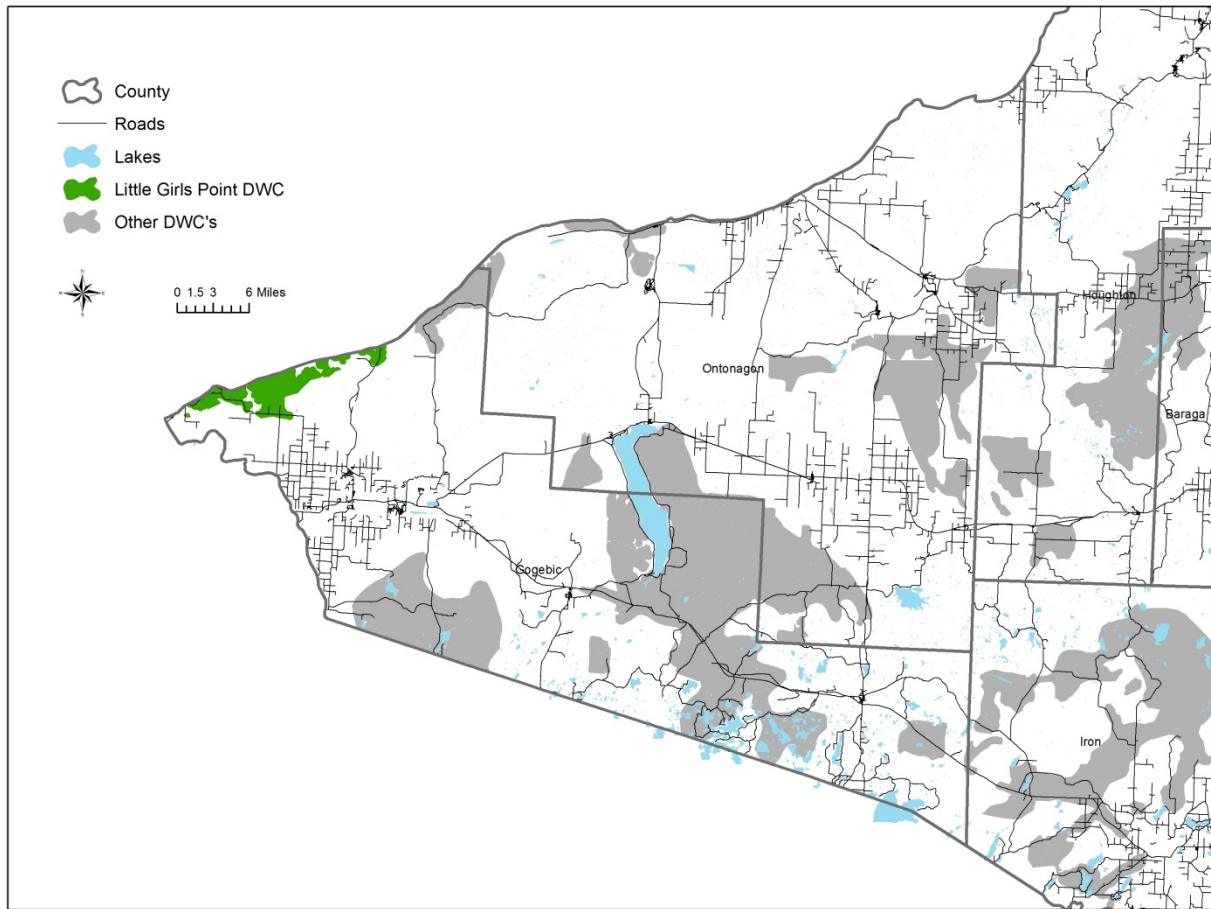 County
Roads
Lakes
Little Girls Point DWC
Other DWC's
N
W E
S
0 1.5 3 6 Miles
Houghton
Ontonagon
Baraga
Gogebic
Iron